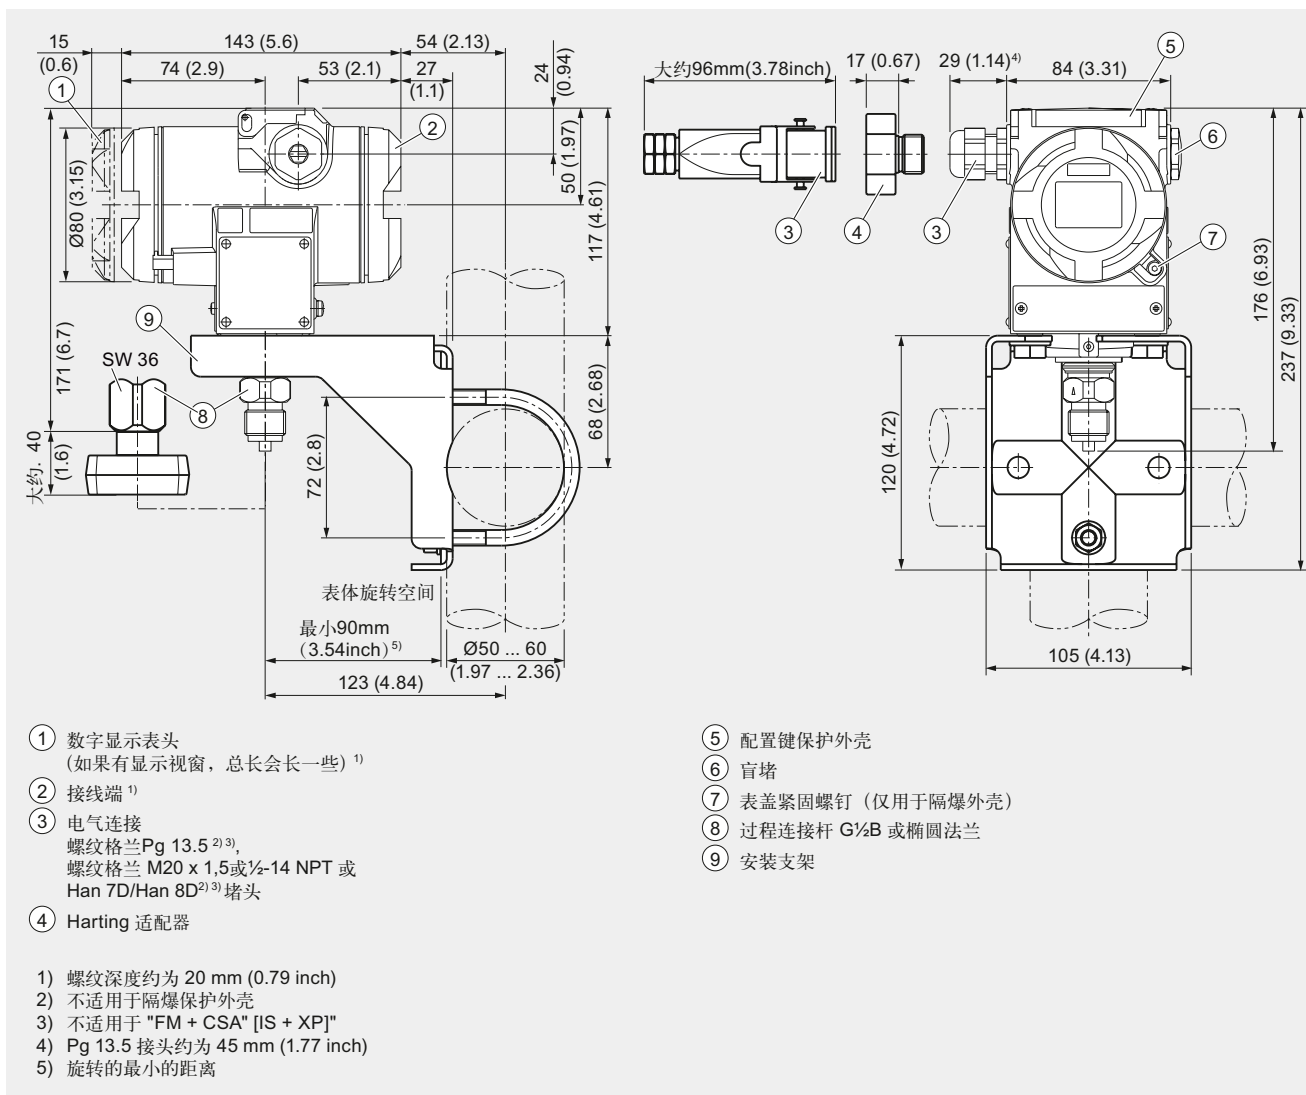 15
(0.6)
143 (5.6)
54 (2.13)
74 (2.9)
53 (2.1)
27
(1.1)
24
(0.94)
1
2
50 (1.97)
117 (4.61)
Ø80 (3.15)
171 (6.7)
9
SW 36
8
大约. 40
(1.6)
72 (2.8)
68 (2.68)
表体旋转空间
最小90mm
(3.54inch) 5)
Ø50 ... 60
(1.97 ... 2.36)
123 (4.84)
大约96mm(3.78inch)
17 (0.67)
29 (1.14)4)
84 (3.31)
5
6
3
4
3
7
176 (6.93)
237 (9.33)
120 (4.72)
105 (4.13)
1 数字显示表头
(如果有显示视窗，总长会长一些) 1)
2 接线端 1)
3 电气连接
螺纹格兰Pg 13.5 2) 3),
螺纹格兰 M20 x 1,5或½-14 NPT 或
Han 7D/Han 8D2) 3) 堵头
4 Harting 适配器
5 配置键保护外壳
6 盲堵
7 表盖紧固螺钉（仅用于隔爆外壳）
8 过程连接杆 G½B 或椭圆法兰
9 安装支架
1) 螺纹深度约为 20 mm (0.79 inch)
2) 不适用于隔爆保护外壳
3) 不适用于 "FM + CSA" [IS + XP]"
4) Pg 13.5 接头约为 45 mm (1.77 inch)
5) 旋转的最小的距离